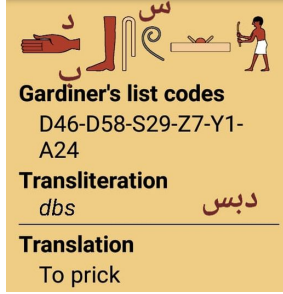 د س
ب
Gardiner's list codes
D46-D58-S29-Z7-Y1-
A24
Transliteration
dbs دبس
Translation
To prick